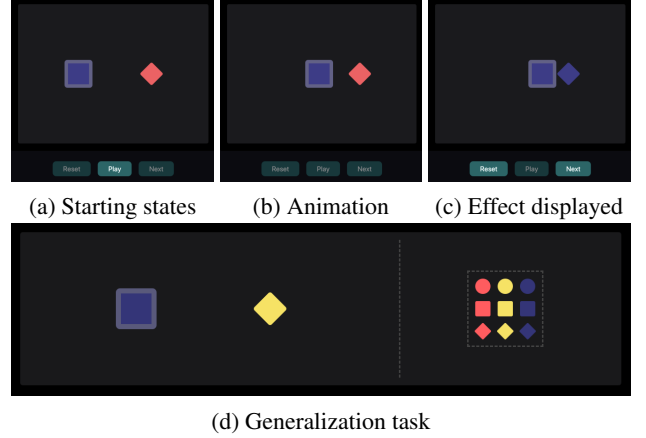 Reset Play Next
Reset Play Next
Reset Play Next
(a) Starting states
(b) Animation
(c) Effect displayed
(d) Generalization task